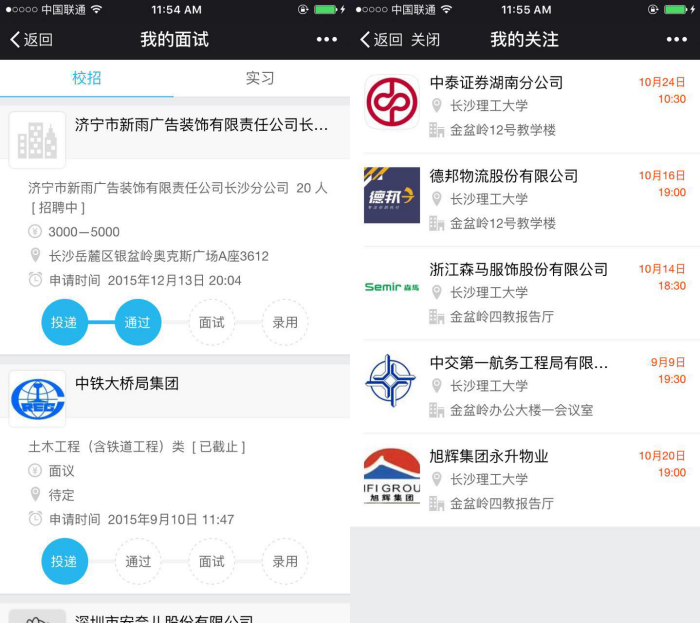 中国联通
11:54 AM
返回
我的面试
校招
实习
济宁市新雨广告装饰有限责任公司长...
济宁市新雨广告装饰有限责任公司长沙分公司 20 人
[ 招聘中 ]
3000—5000
长沙岳麓区银盆岭奥克斯广场A座3612
申请时间 2015年12月13日 20:04
投递
通过
面试
录用
中铁大桥局集团
土木工程（含铁道工程）类 [ 已截止 ]
面议
待定
申请时间 2015年9月10日 11:47
投递
通过
面试
录用
深圳市安奈儿股份有限公司
中国联通
11:55 AM
返回 关闭
我的关注
中泰证券湖南分公司
10月24日
10:30
长沙理工大学
金盆岭12号教学楼
德邦
德邦物流股份有限公司
10月16日
19:00
长沙理工大学
金盆岭12号教学楼
Semir 森马
浙江森马服饰股份有限公司
10月14日
18:30
长沙理工大学
金盆岭四教报告厅
中交第一航务工程局有限...
9月9日
19:30
长沙理工大学
金盆岭办公大楼一会议室
旭辉集团永升物业
10月20日
19:00
长沙理工大学
金盆岭四教报告厅
IFI GROU
旭辉集团